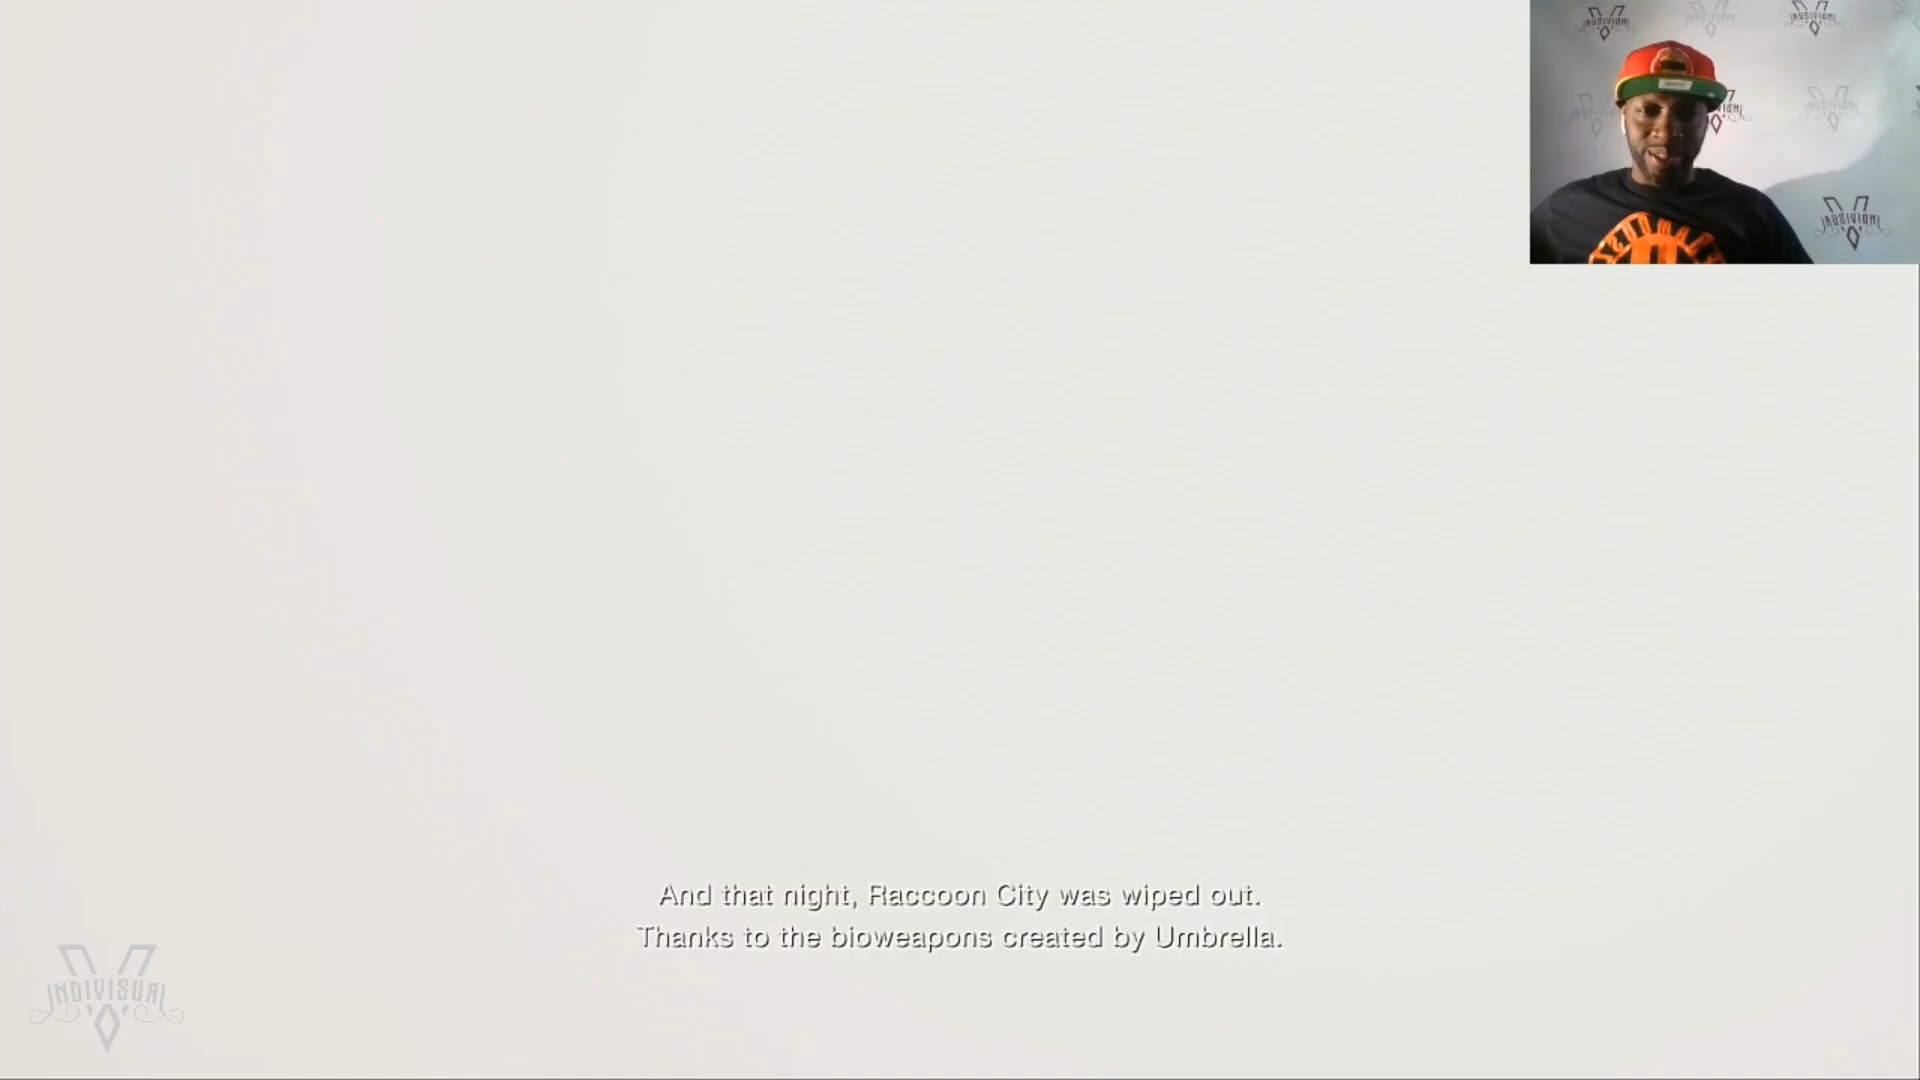 And that night, Raccoon City was wiped out.
Thanks to the bioweapons created by Umbrella.
INDIVISUAL